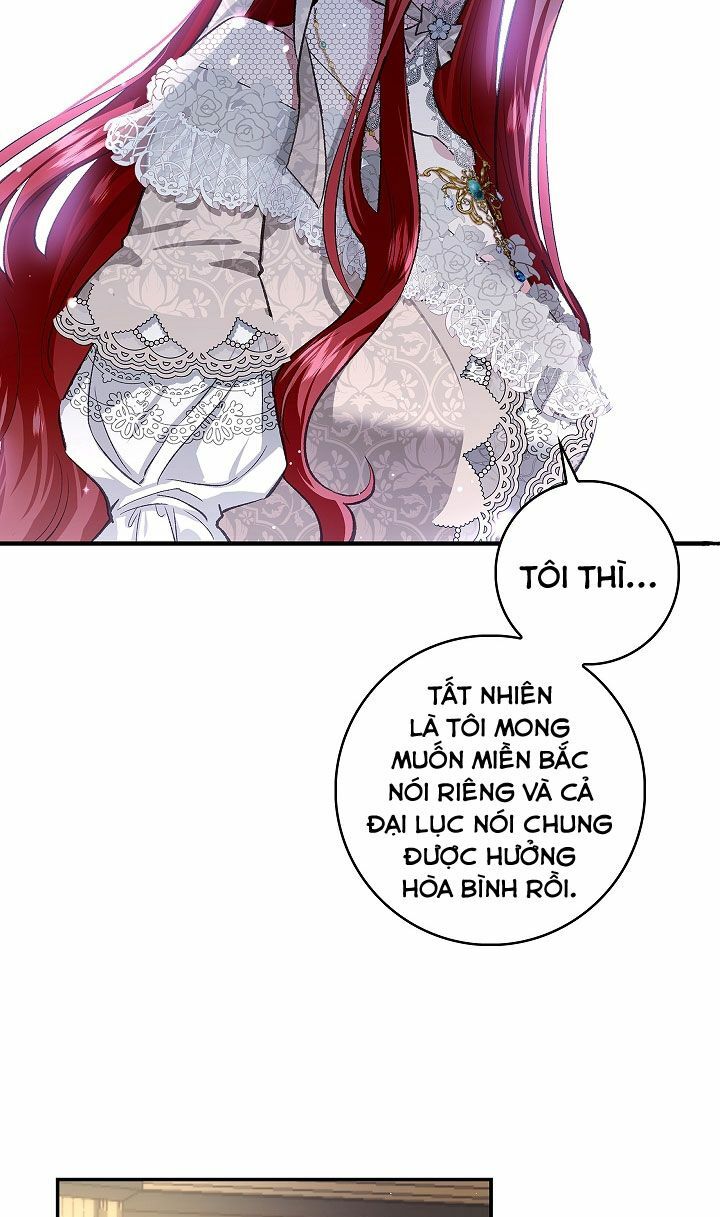 TÔI THÌ...
TẤT NHIÊN
LÀ TÔI MONG
MUỐN MIỀN BẮC
NÓI RIÊNG VÀ CẢ
ĐẠI LỤC NÓI CHUNG
ĐƯỢC HƯỞNG
HÒA BÌNH RỒI.